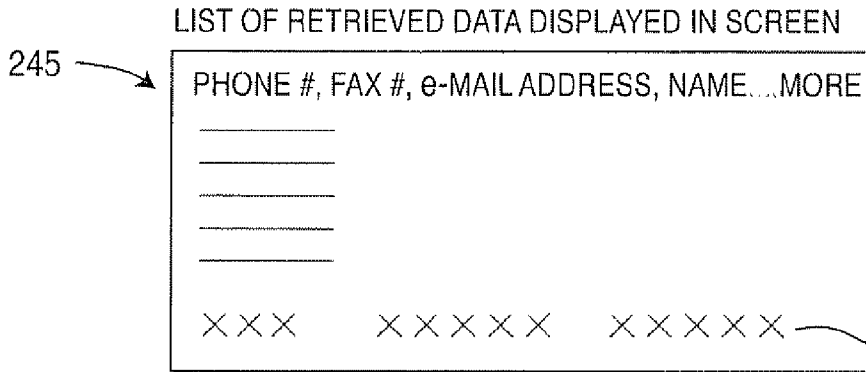 LIST OF RETRIEVED DATA DISPLAYED IN SCREEN
245
PHONE #, FAX #, e-MAIL ADDRESS, NAME....MORE
XXX XXXXX XXXXX